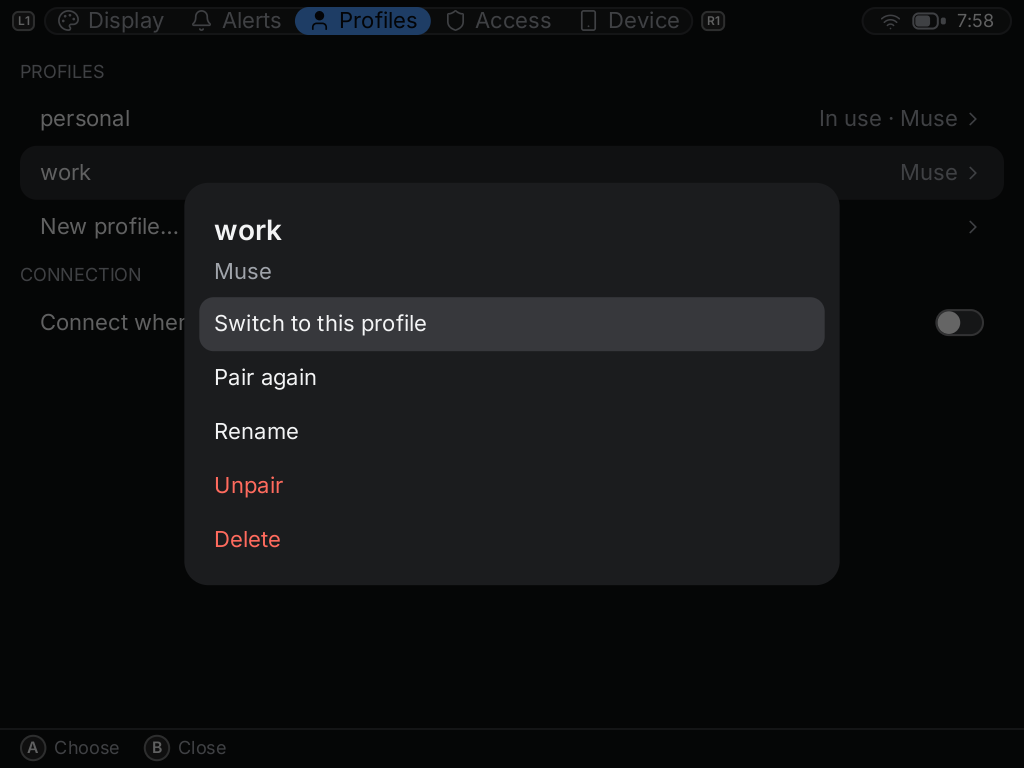 L1 Display Alerts Profiles Access Device R1 7:58
PROFILES
personal In use · Muse
work Muse
New profile...
CONNECTION
Connect when
work
Muse
Switch to this profile
Pair again
Rename
Unpair
Delete
A Choose B Close